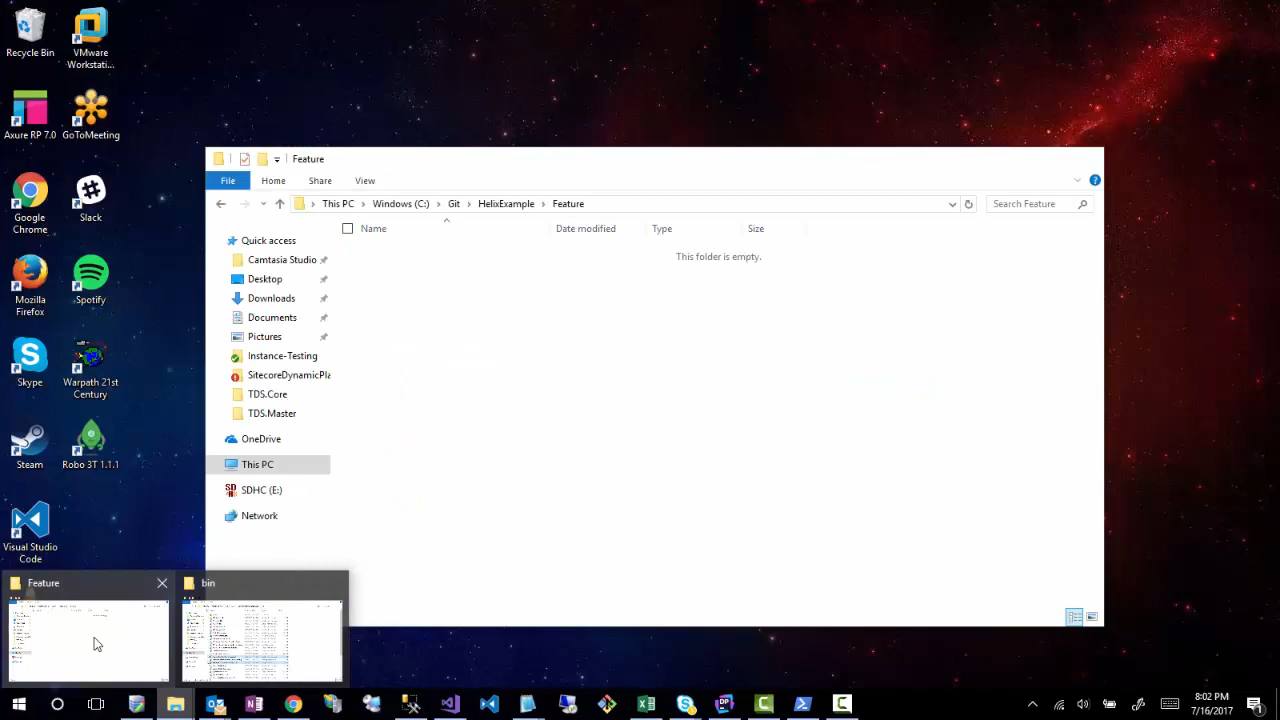 Recycle Bin
VMware
Workstati...
Axure RP 7.0
GoToMeeting
Google
Chrome
Slack
Mozilla
Firefox
Spotify
Skype
Warpath 21st
Century
Steam
Robo 3T 1.1.1
Visual Studio
Code
Feature
File
Home
Share
View
This PC
Windows (C:)
Git
HelixExample
Feature
Search Feature
Name
Date modified
Type
Size
This folder is empty.
Quick access
Camtasia Studio
Desktop
Downloads
Documents
Pictures
Instance-Testing
SitecoreDynamicPla
TDS.Core
TDS.Master
OneDrive
This PC
SDHC (E:)
Network
Feature
bin
8:02 PM
7/16/2017